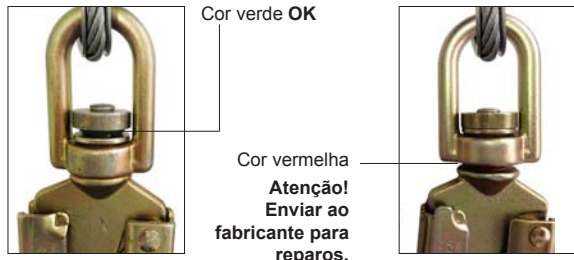 Cor verde OK
Cor vermelha
Atenção!
Enviar ao
fabricante para
reparos.